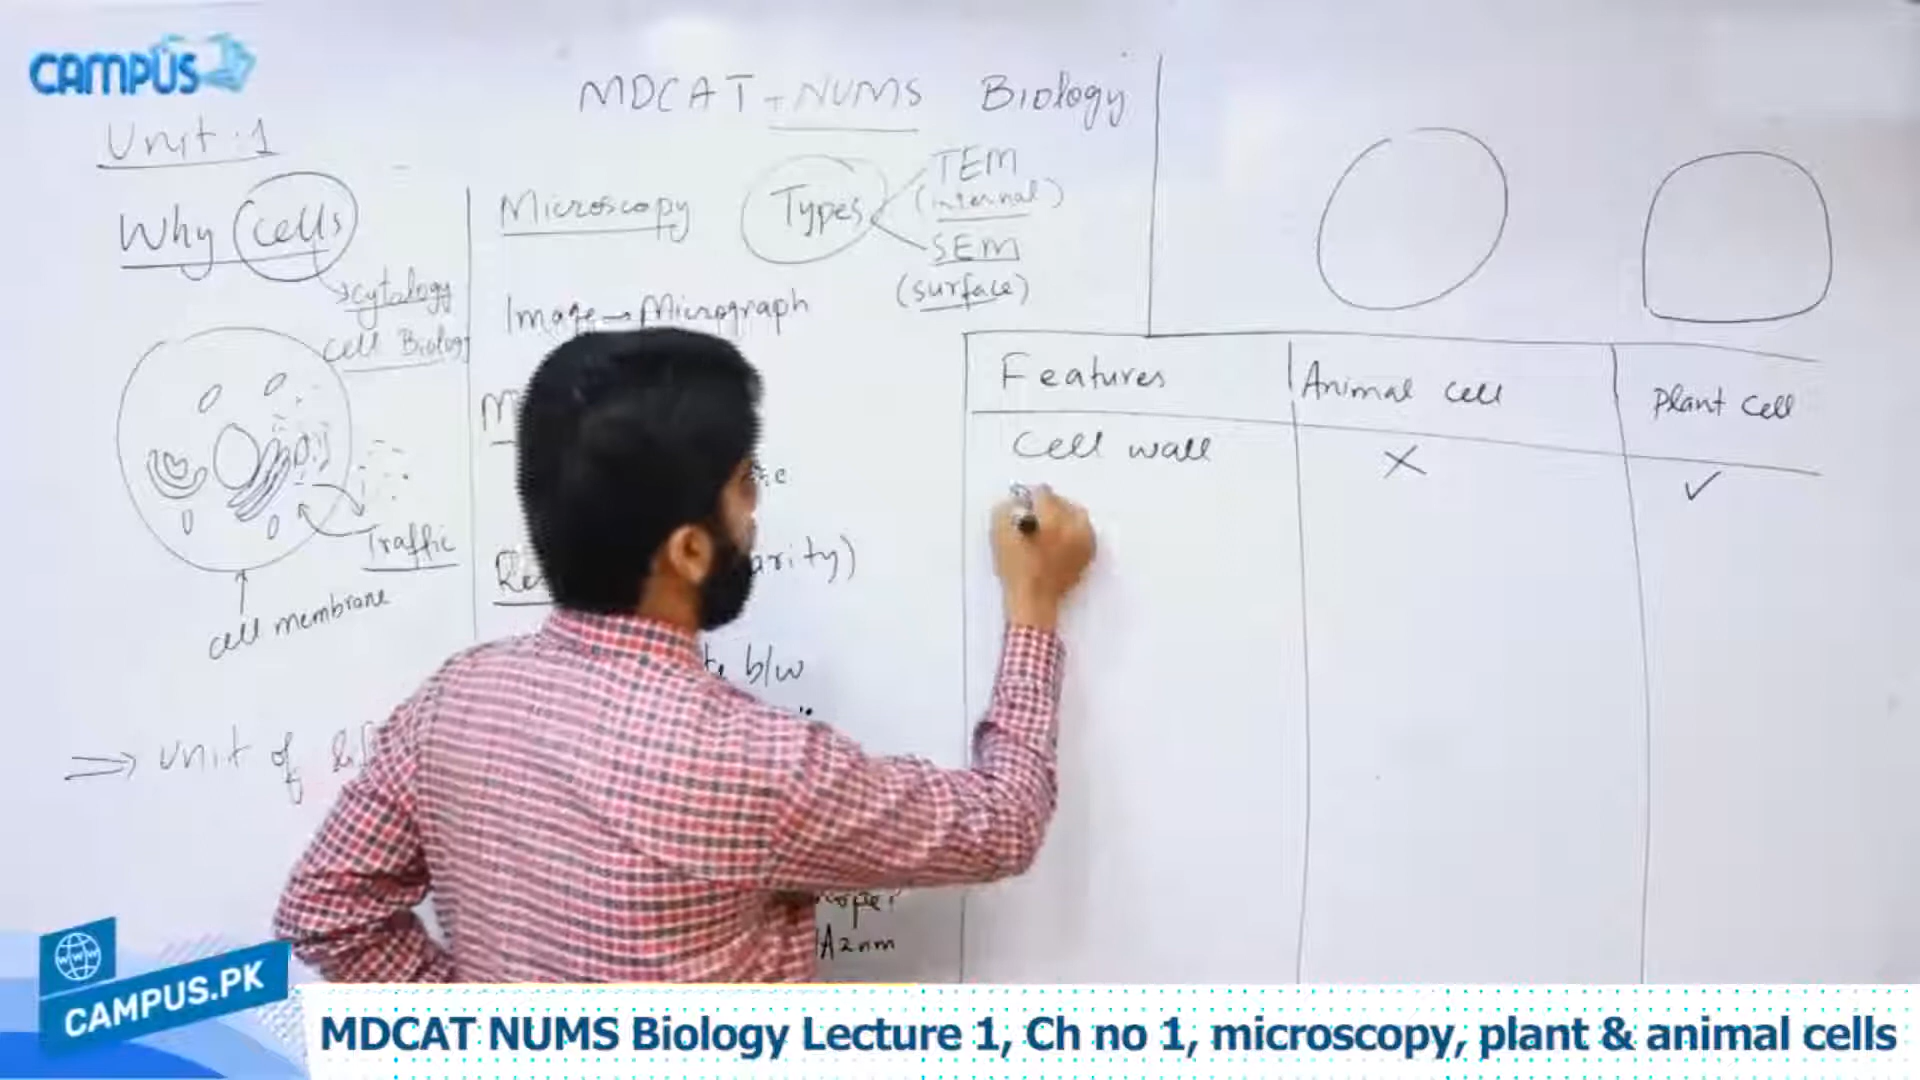 CAMPUS
MDCAT + NUMS Biology
Unit 1
Why cells
cytology
cell Biology
Traffic
cell membrane
unit of
Microscopy
Types
TEM
(internal)
SEM
(surface)
Image → Micrograph
b/w
2nm
Features Animal cell Plant cell
Cell wall ✗ ✓
www
CAMPUS.PK
MDCAT NUMS Biology Lecture 1, Ch no 1, microscopy, plant & animal cells